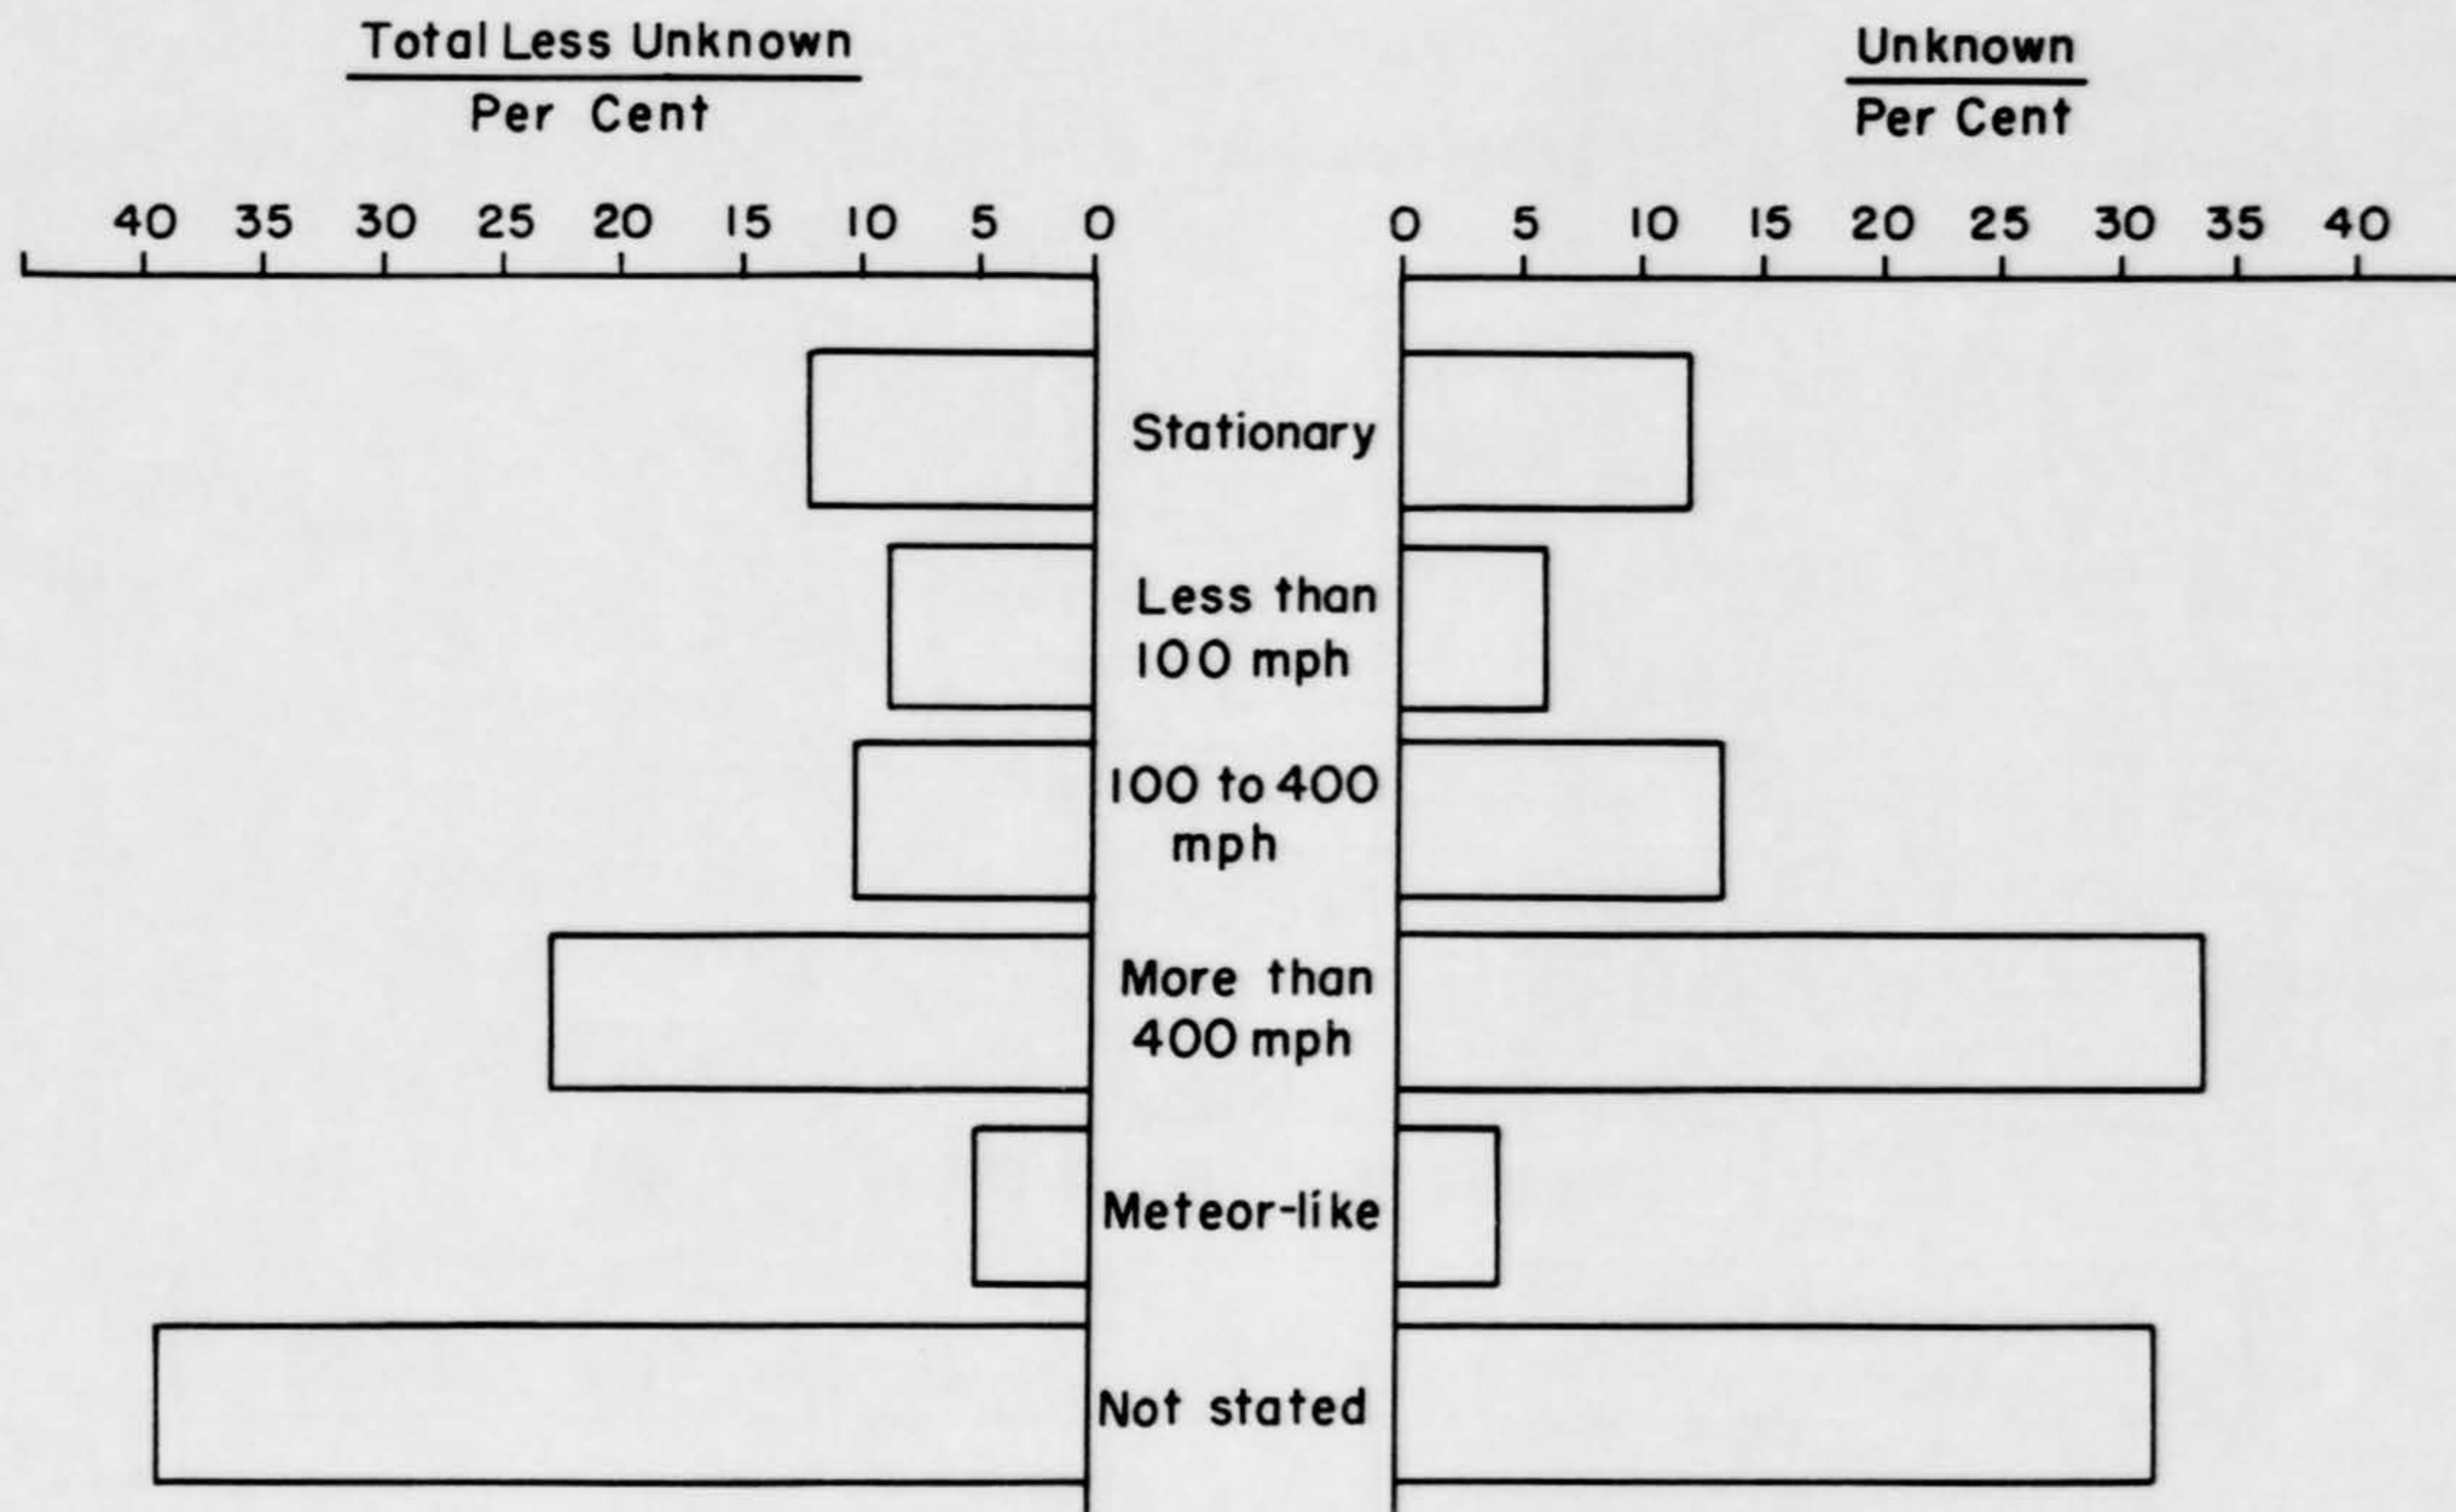 Total Less Unknown
Per Cent
Unknown
Per Cent
40 35 30 25 20 15 10 5 0
0 5 10 15 20 25 30 35 40
Stationary
Less than
100 mph
100 to 400
mph
More than
400 mph
Meteor-like
Not stated